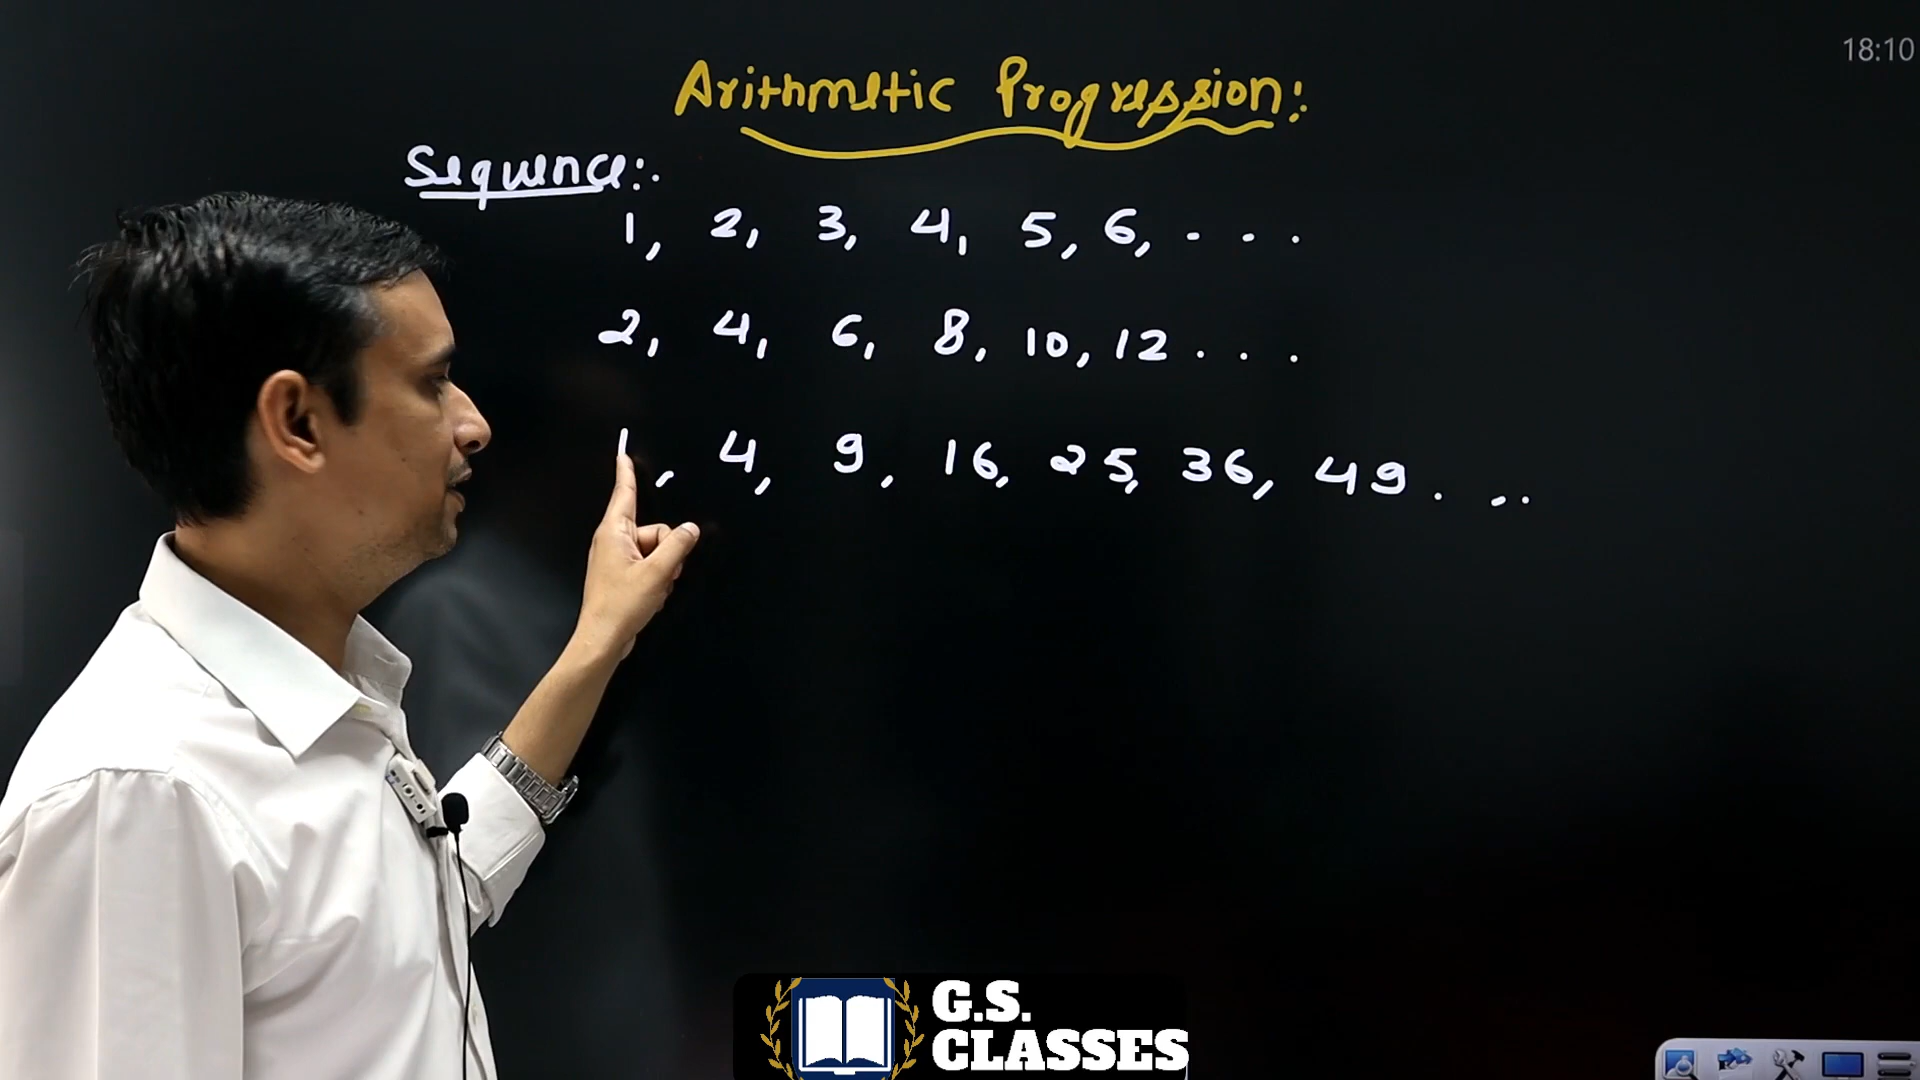 18:10
Arithmetic Progression:
Sequence:
1, 2, 3, 4, 5, 6, . . .
2, 4, 6, 8, 10, 12 . . .
1, 4, 9, 16, 25, 36, 49 . . .
G.S.
CLASSES